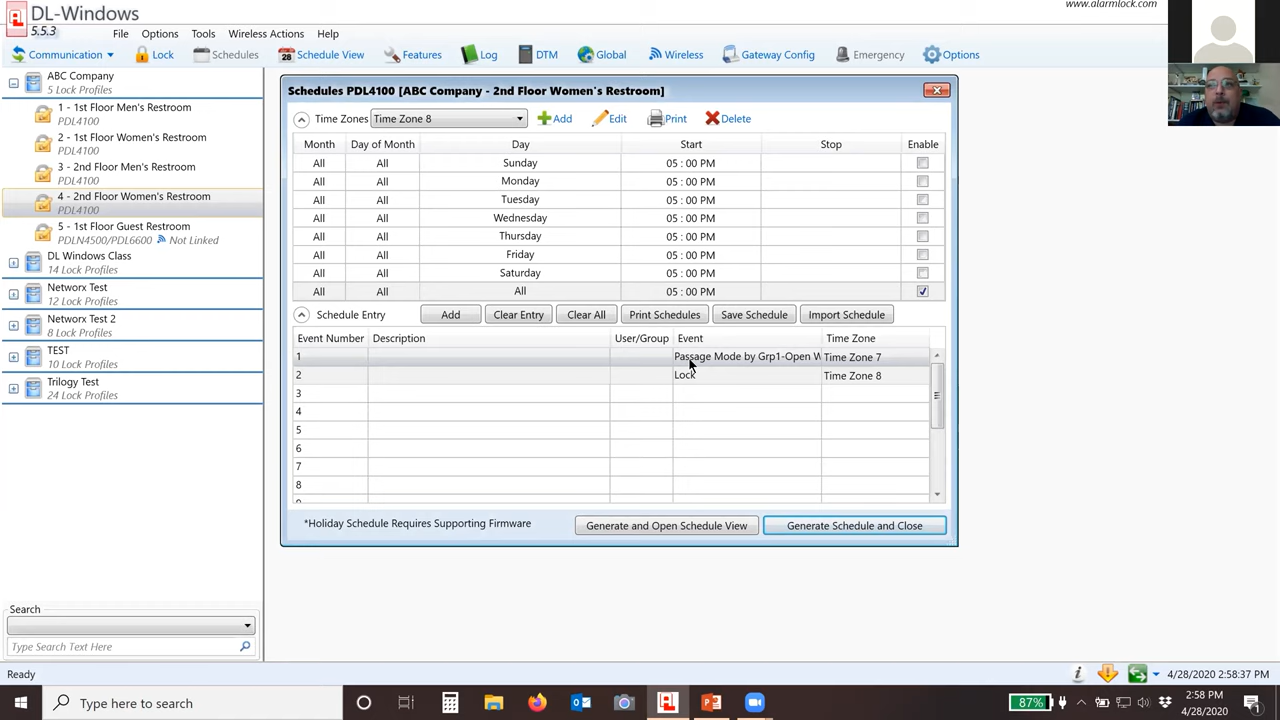 DL-Windows
5.5.3
www.alarmlock.com
File Options Tools Wireless Actions Help
Communication Lock Schedules 28 Schedule View Features Log DTM Global Wireless Gateway Config Emergency Options
ABC Company
5 Lock Profiles
1 - 1st Floor Men's Restroom
PDL4100
2 - 1st Floor Women's Restroom
PDL4100
3 - 2nd Floor Men's Restroom
PDL4100
4 - 2nd Floor Women's Restroom
PDL4100
5 - 1st Floor Guest Restroom
PDLN4500/PDL6600 Not Linked
DL Windows Class
14 Lock Profiles
Networx Test
12 Lock Profiles
Networx Test 2
8 Lock Profiles
TEST
10 Lock Profiles
Trilogy Test
24 Lock Profiles
Search
Type Search Text Here
Schedules PDL4100 [ABC Company - 2nd Floor Women's Restroom]
Time Zones Time Zone 8 Add Edit Print Delete
Month Day of Month Day Start Stop Enable
All All Sunday 05 : 00 PM
All All Monday 05 : 00 PM
All All Tuesday 05 : 00 PM
All All Wednesday 05 : 00 PM
All All Thursday 05 : 00 PM
All All Friday 05 : 00 PM
All All Saturday 05 : 00 PM
All All All 05 : 00 PM
Schedule Entry Add Clear Entry Clear All Print Schedules Save Schedule Import Schedule
Event Number Description User/Group Event Time Zone
1 Passage Mode by Grp1-Open W Time Zone 7
2 Lock Time Zone 8
3
4
5
6
7
8
*Holiday Schedule Requires Supporting Firmware Generate and Open Schedule View Generate Schedule and Close
Ready 4/28/2020 2:58:37 PM
Type here to search 87% 2:58 PM
4/28/2020